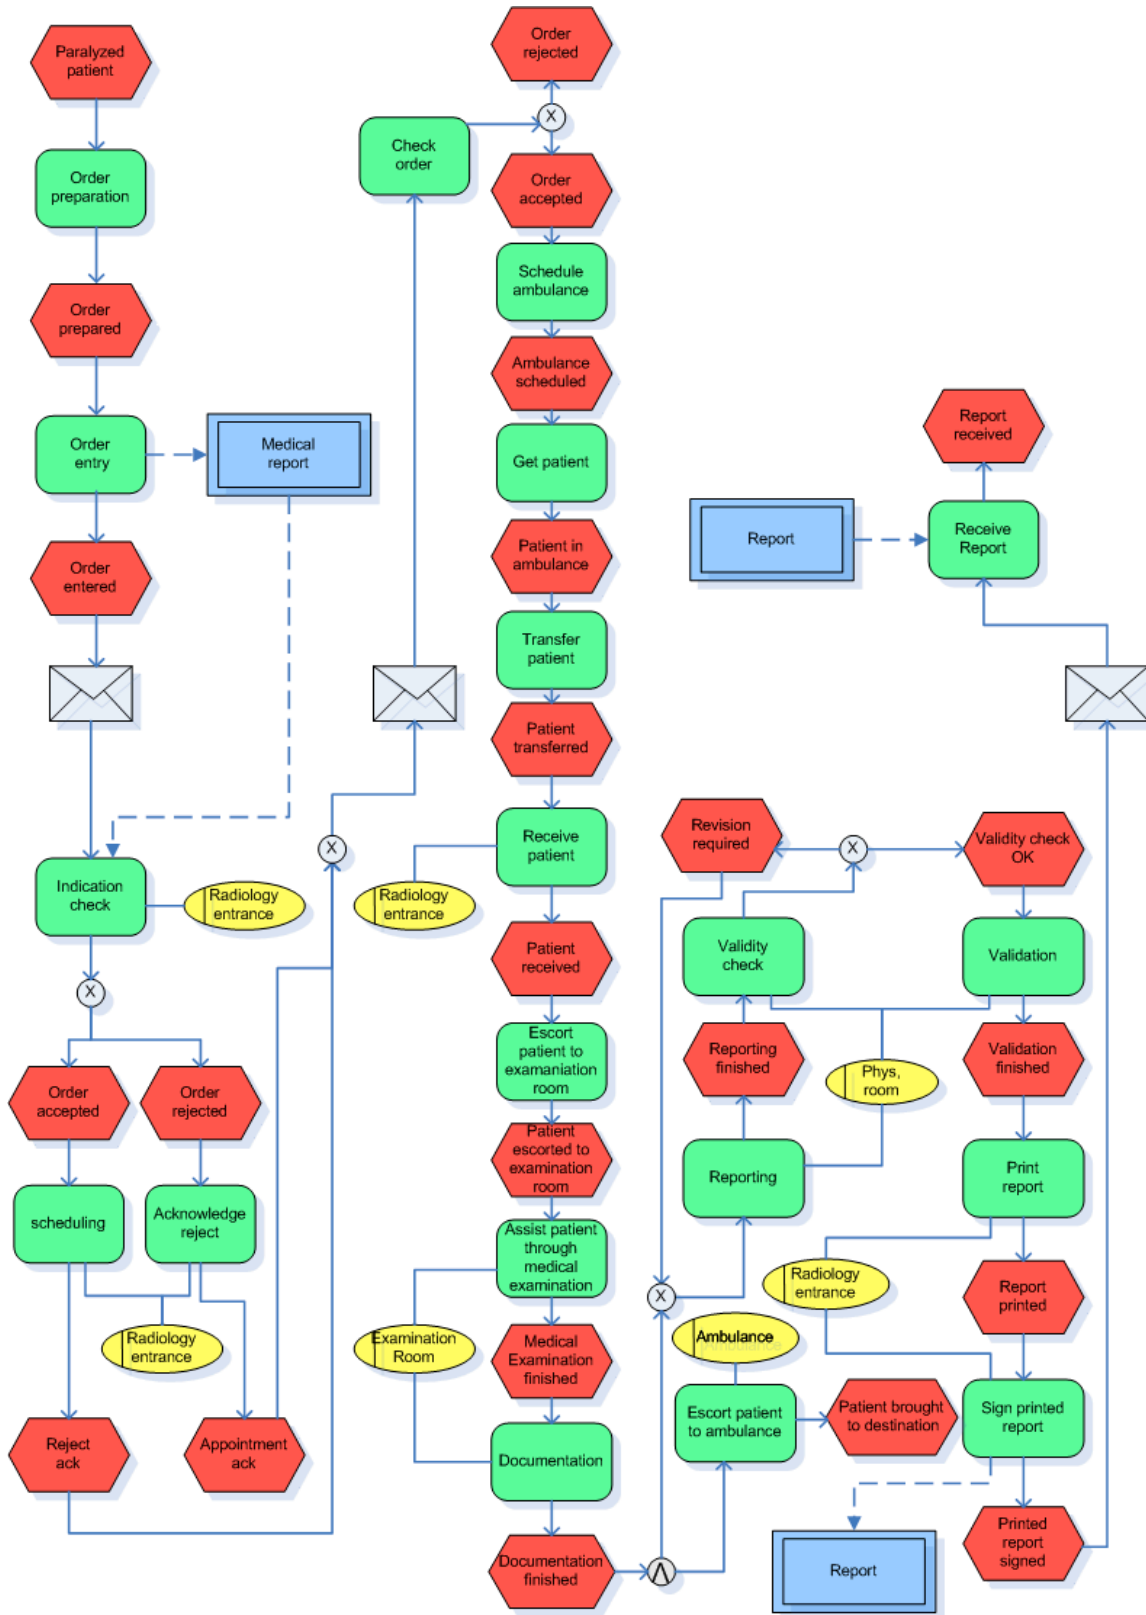 Paralyzed
patient
Order
preparation
Order
prepared
Order
entry
Medical
report
Order
entered
Indication
check
Radiology
entrance
X
Order
accepted
Order
rejected
scheduling
Acknowledge
reject
Radiology
entrance
Reject
ack
Appointment
ack
X
Check
order
Order
rejected
X
Order
accepted
Schedule
ambulance
Ambulance
scheduled
Get patient
Patient in
ambulance
Transfer
patient
Patient
transferred
Receive
patient
Radiology
entrance
Patient
received
Escort
patient to
examaniation
room
Patient
escorted to
examination
room
Assist patient
through
medical
examination
Examination
Room
Medical
Examination
finished
Documentation
Documentation
finished
Λ
X
Ambulance
Escort patient
to ambulance
Patient brought
to destination
Reporting
Reporting
finished
Phys,
room
Validity
check
X
Revision
required
Validity check
OK
Validation
Validation
finished
Print
report
Radiology
entrance
Report
printed
Sign printed
report
Report
Printed
report
signed
Report
Receive
Report
Report
received